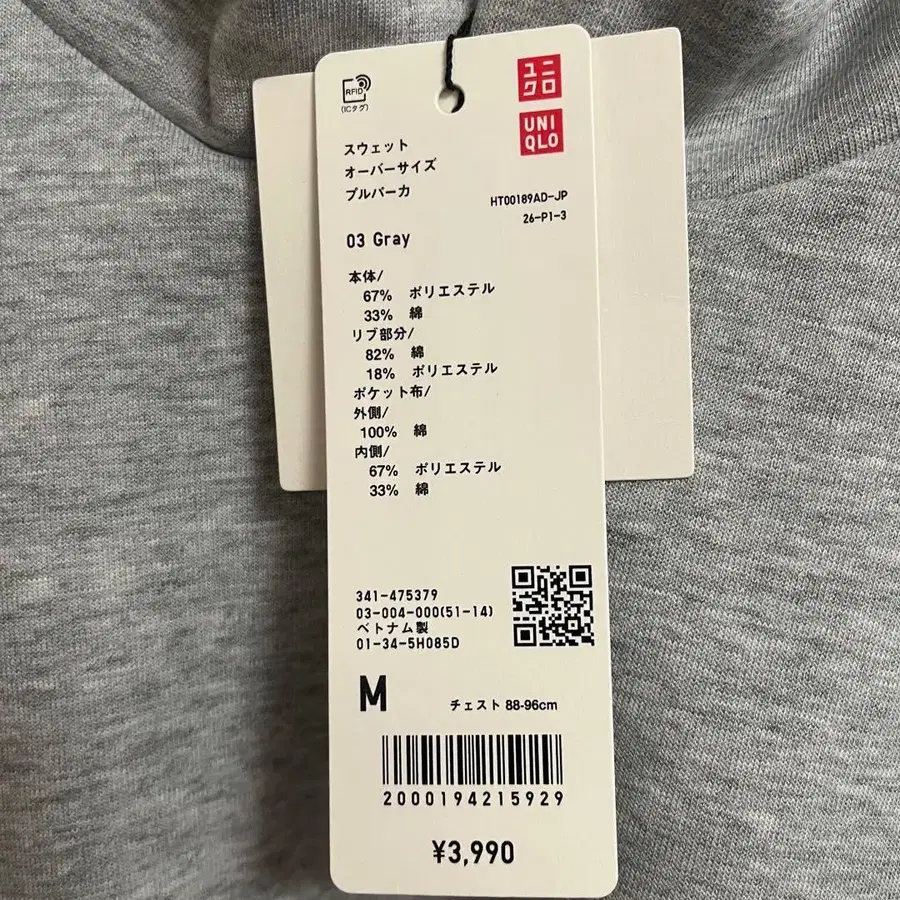 RFID
(ICタグ)
ユニ
クロ
UNI
QLO
スウェット
オーバーサイズ
プルパーカ
HT00189AD-JP
26-P1-3
03 Gray
本体/
67% ポリエステル
33% 綿
リブ部分/
82% 綿
18% ポリエステル
ポケット布/
外側/
100% 綿
内側/
67% ポリエステル
33% 綿
341-475379
03-004-000(51-14)
ベトナム製
01-34-5H085D
M チェスト 88-96cm
2000194215929
¥3,990